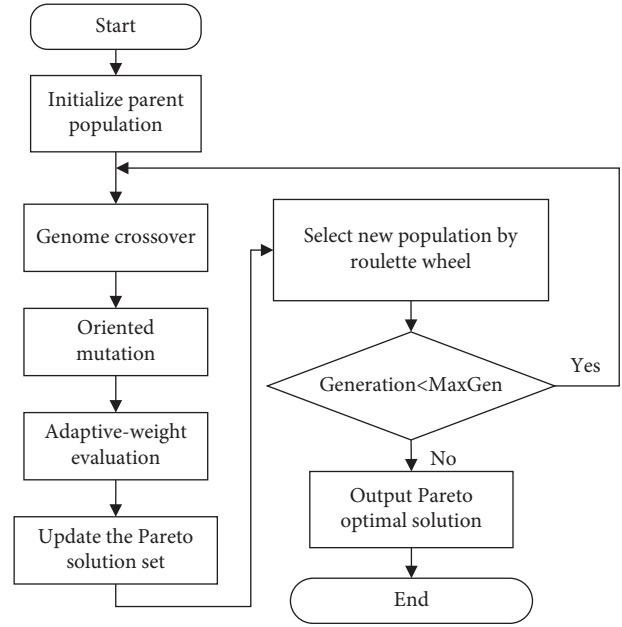 Start
Initialize parent
population
Genome crossover
Oriented
mutation
Adaptive-weight
evaluation
Update the Pareto
solution set
Select new population by
roulette wheel
Generation<MaxGen
Yes
No
Output Pareto
optimal solution
End